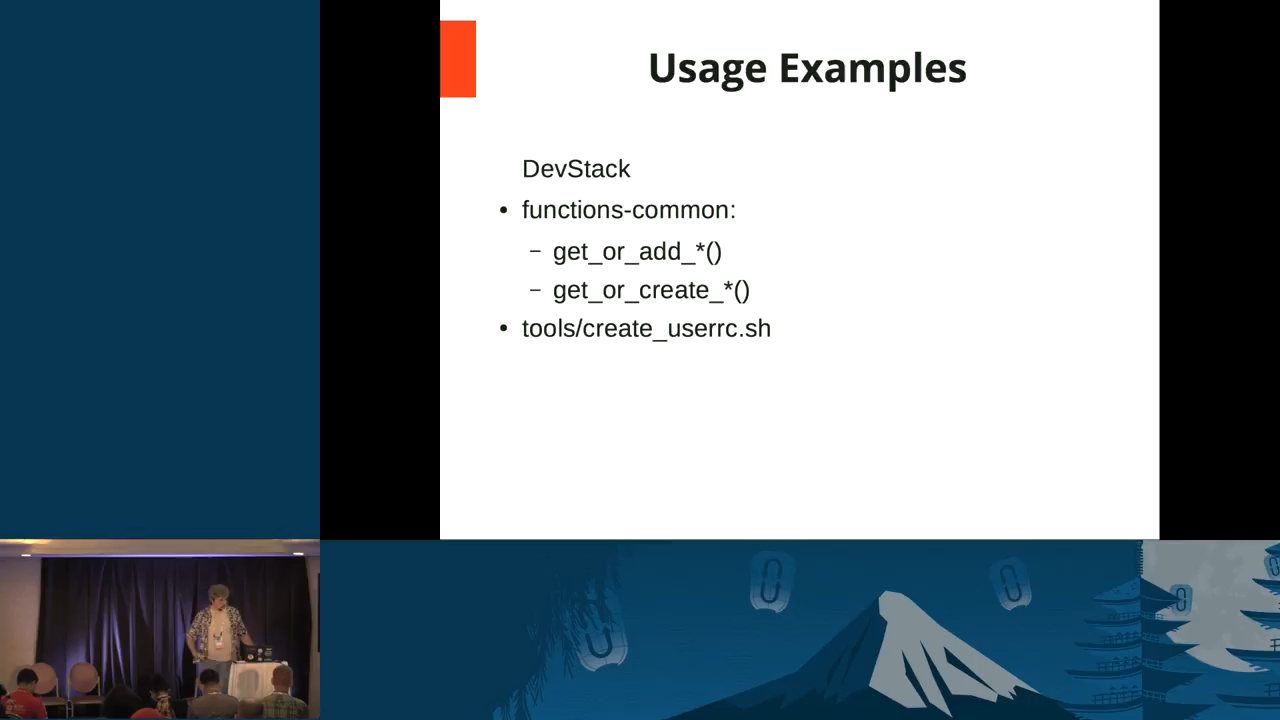 Usage Examples
DevStack
• functions-common:
– get_or_add_*()
– get_or_create_*()
• tools/create_userrc.sh